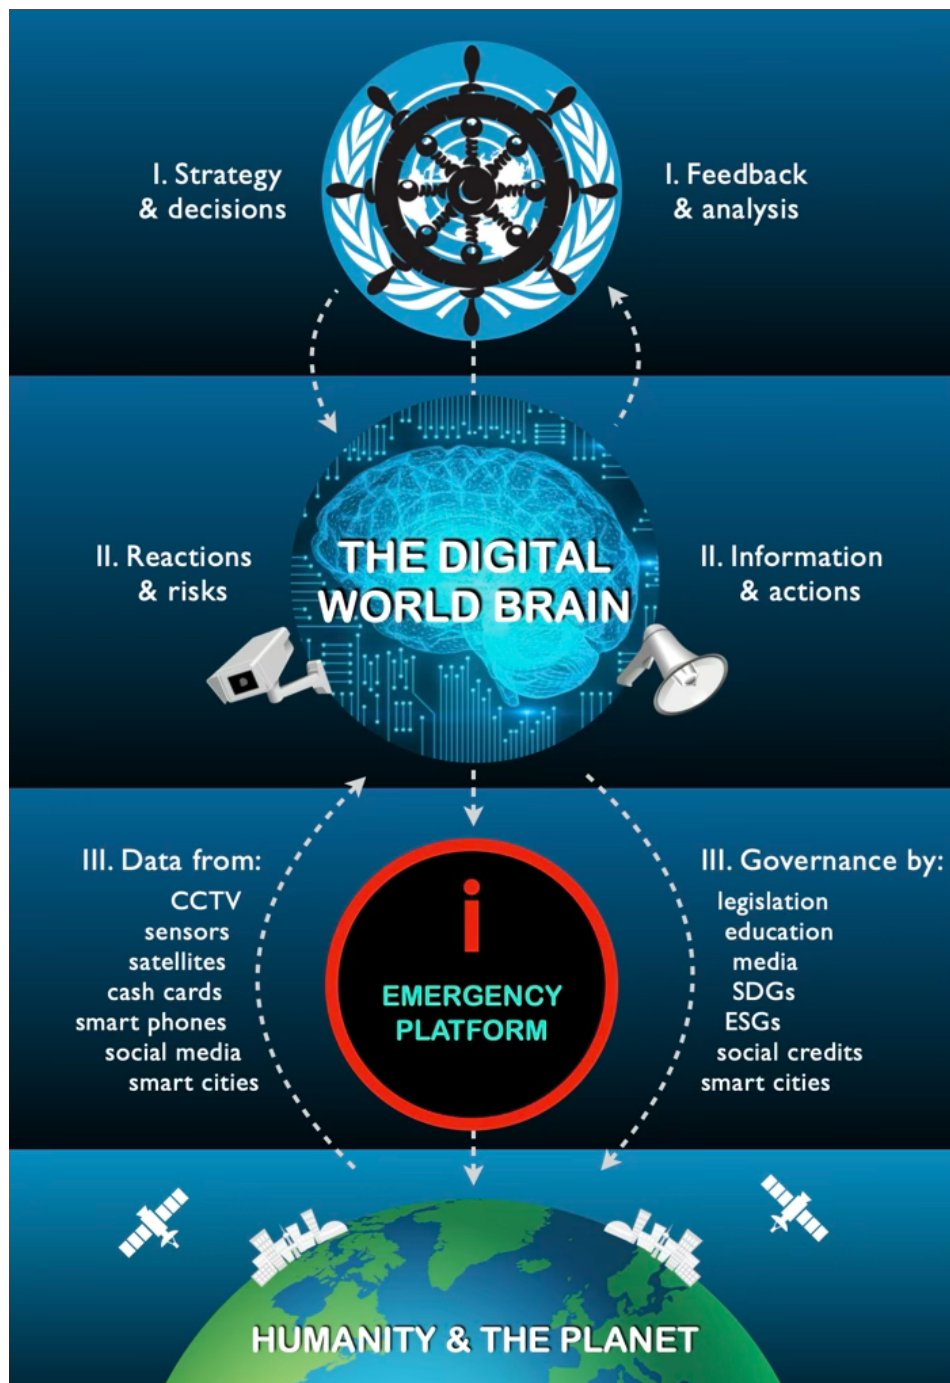 I. Strategy
& decisions
I. Feedback
& analysis
II. Reactions
& risks
THE DIGITAL
WORLD BRAIN
II. Information
& actions
III. Data from:
CCTV
sensors
satellites
cash cards
smart phones
social media
smart cities
i
EMERGENCY
PLATFORM
III. Governance by:
legislation
education
media
SDGs
ESGs
social credits
smart cities
HUMANITY & THE PLANET